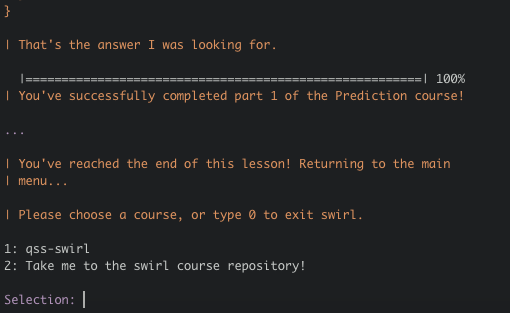 }
| That's the answer I was looking for.
|=======================================================| 100%
| You've successfully completed part 1 of the Prediction course!
...
| You've reached the end of this lesson! Returning to the main
| menu...
| Please choose a course, or type 0 to exit swirl.
1: qss-swirl
2: Take me to the swirl course repository!
Selection: